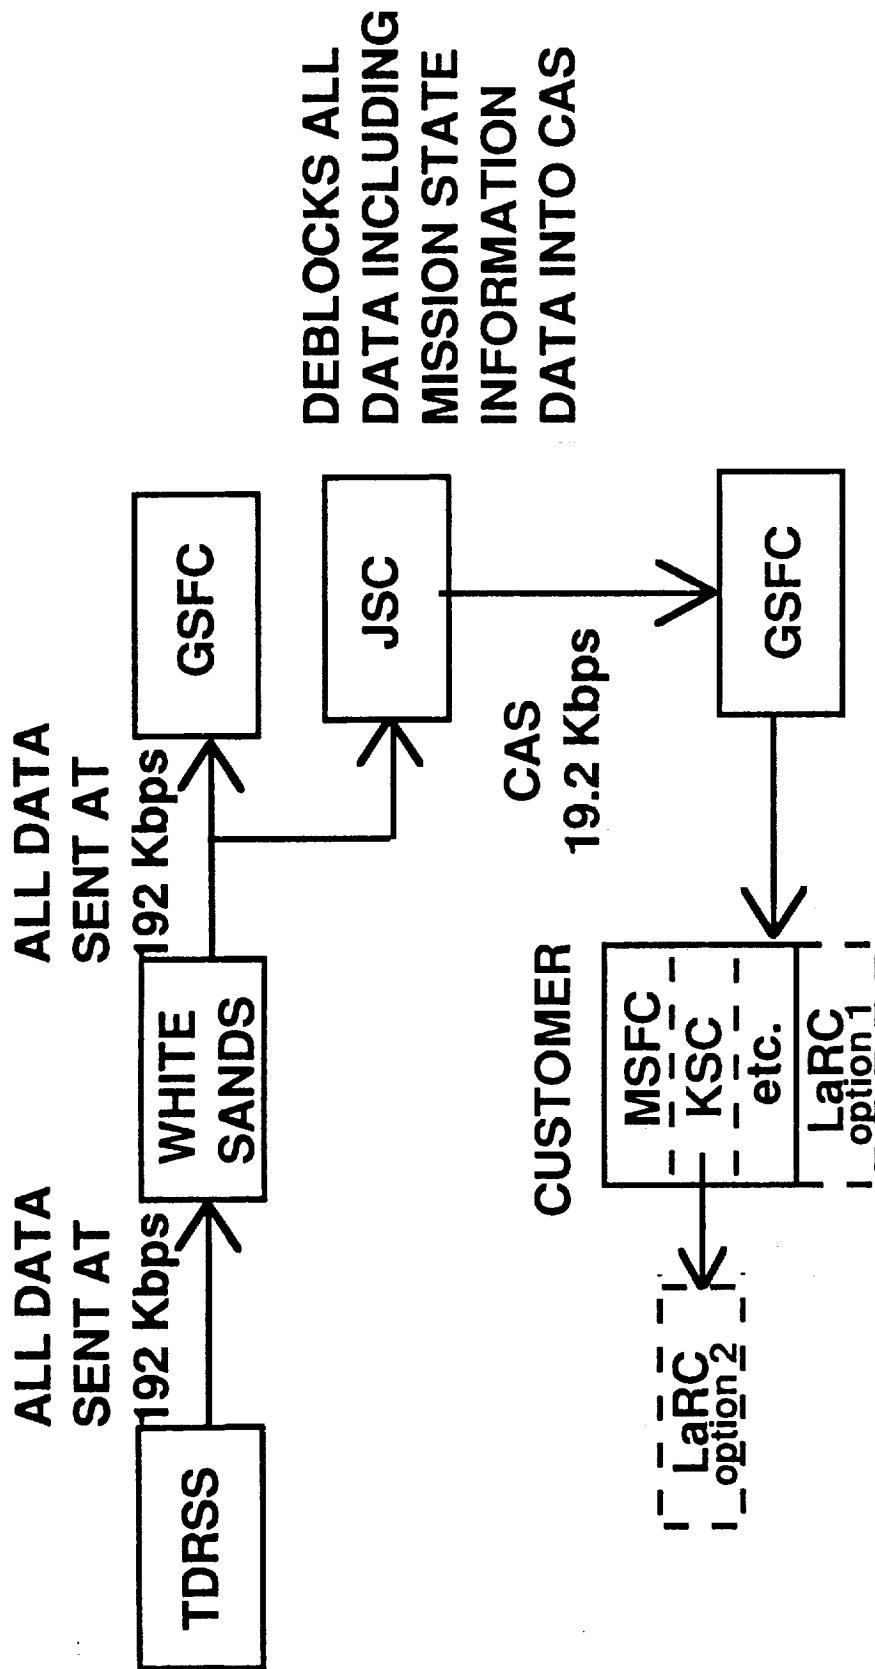 ALL DATA
SENT AT
192 Kbps
ALL DATA
SENT AT
192 Kbps
TDRSS
WHITE
SANDS
GSFC
JSC
DEBLOCKS ALL
DATA INCLUDING
MISSION STATE
INFORMATION
DATA INTO CAS
CAS
19.2 Kbps
GSFC
CUSTOMER
MSFC
KSC
etc.
LaRC
option 1
LaRC
option 2